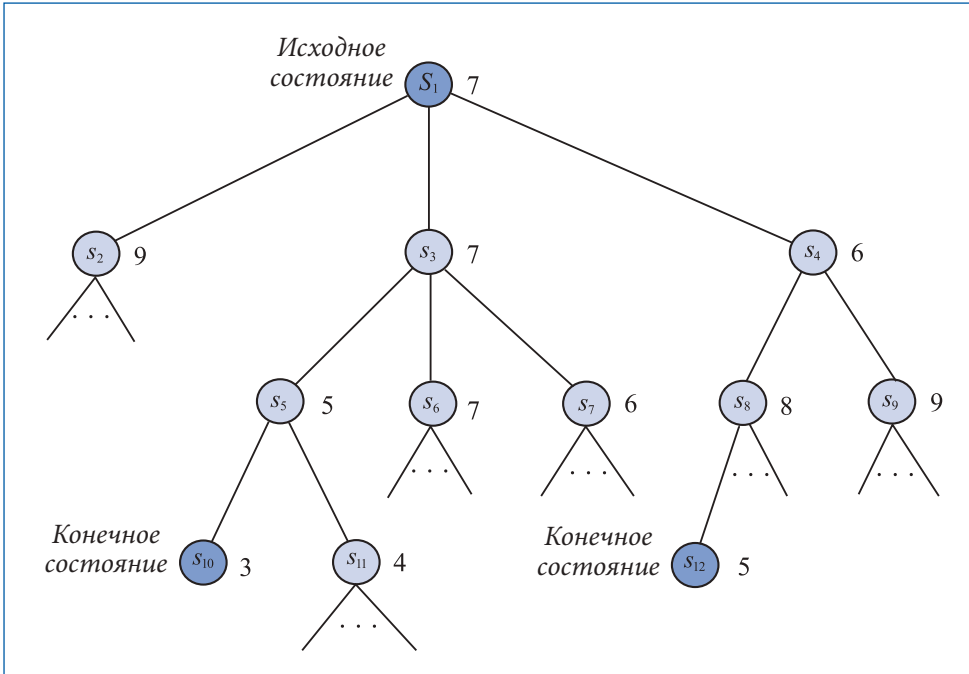 Исходное
состояние
S₁ 7
s₂ 9
s₃ 7
s₄ 6
. . .
s₅ 5
s₆ 7
s₇ 6
s₈ 8
s₉ 9
. . .
. . .
. . .
. . .
Конечное
состояние
s₁₀ 3
s₁₁ 4
Конечное
состояние
s₁₂ 5
. . .